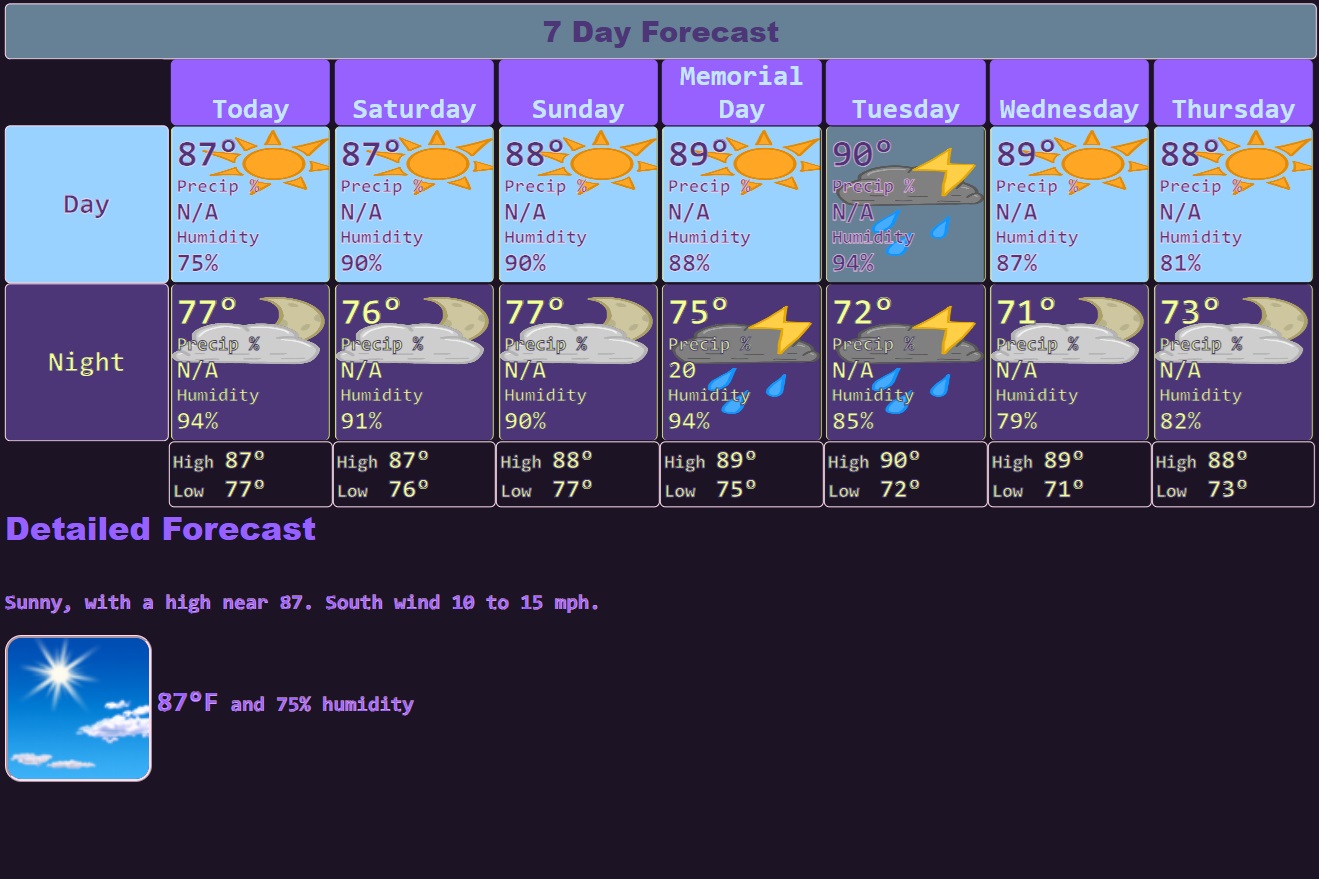 7 Day Forecast
Today Saturday Sunday Memorial Day Tuesday Wednesday Thursday
Day
87° 87° 88° 89° 90° 89° 88°
Precip % Precip % Precip % Precip % Precip % Precip % Precip %
N/A N/A N/A N/A N/A N/A N/A
Humidity Humidity Humidity Humidity Humidity Humidity Humidity
75% 90% 90% 88% 94% 87% 81%
Night
77° 76° 77° 75° 72° 71° 73°
Precip % Precip % Precip % Precip % Precip % Precip % Precip %
N/A N/A N/A 20 N/A N/A N/A
Humidity Humidity Humidity Humidity Humidity Humidity Humidity
94% 91% 90% 94% 85% 79% 82%
High 87° High 87° High 88° High 89° High 90° High 89° High 88°
Low 77° Low 76° Low 77° Low 75° Low 72° Low 71° Low 73°
Detailed Forecast
Sunny, with a high near 87. South wind 10 to 15 mph.
87°F and 75% humidity